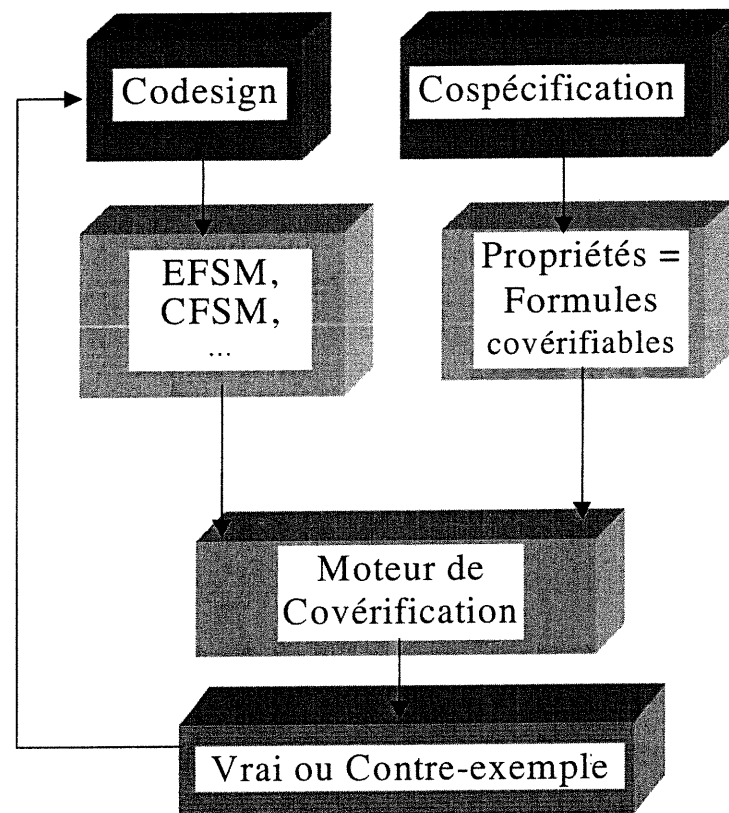 Codesign
Cospécification
EFSM,
CFSM,
...
Propriétés =
Formules
covérifiables
Moteur de
Covérification
Vrai ou Contre-exemple